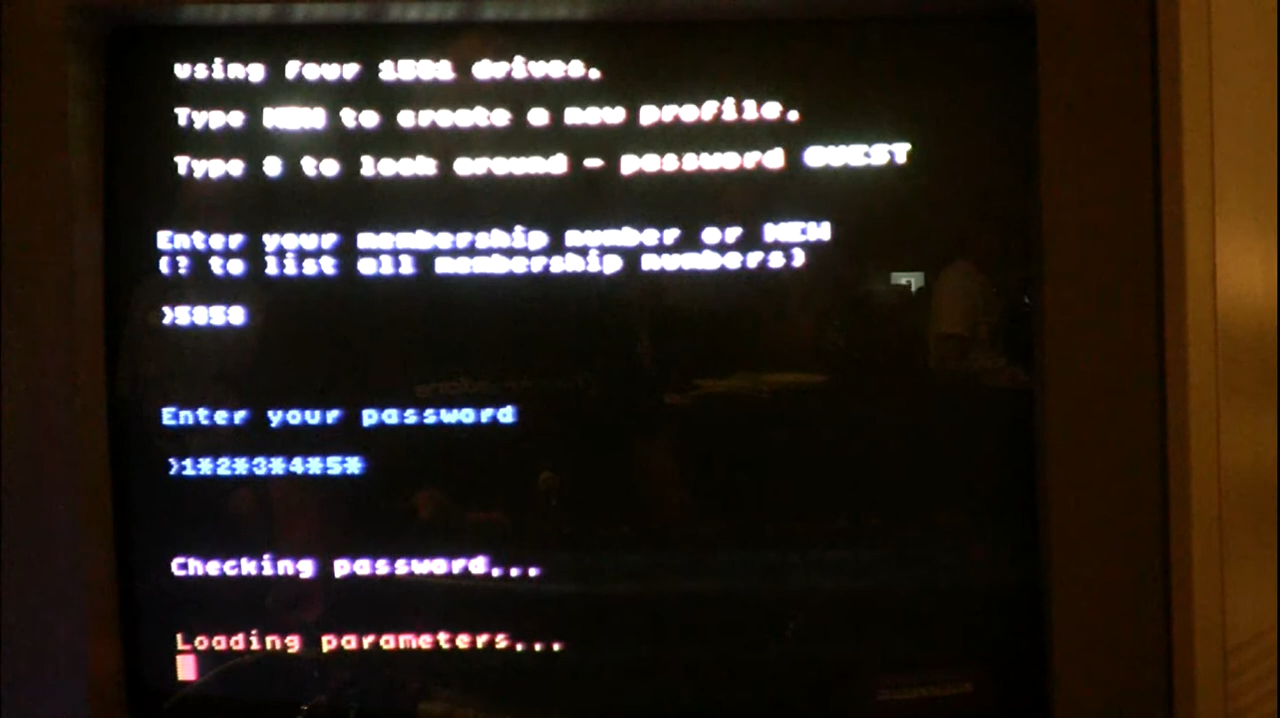 using four 1581 drives.
Type NEW to create a new profile.
Type 0 to look around - password GUEST
Enter your membership number or NEW
(? to list all membership numbers)
>5050
Enter your password
>1*2*3*4*5*
Checking password...
Loading parameters...